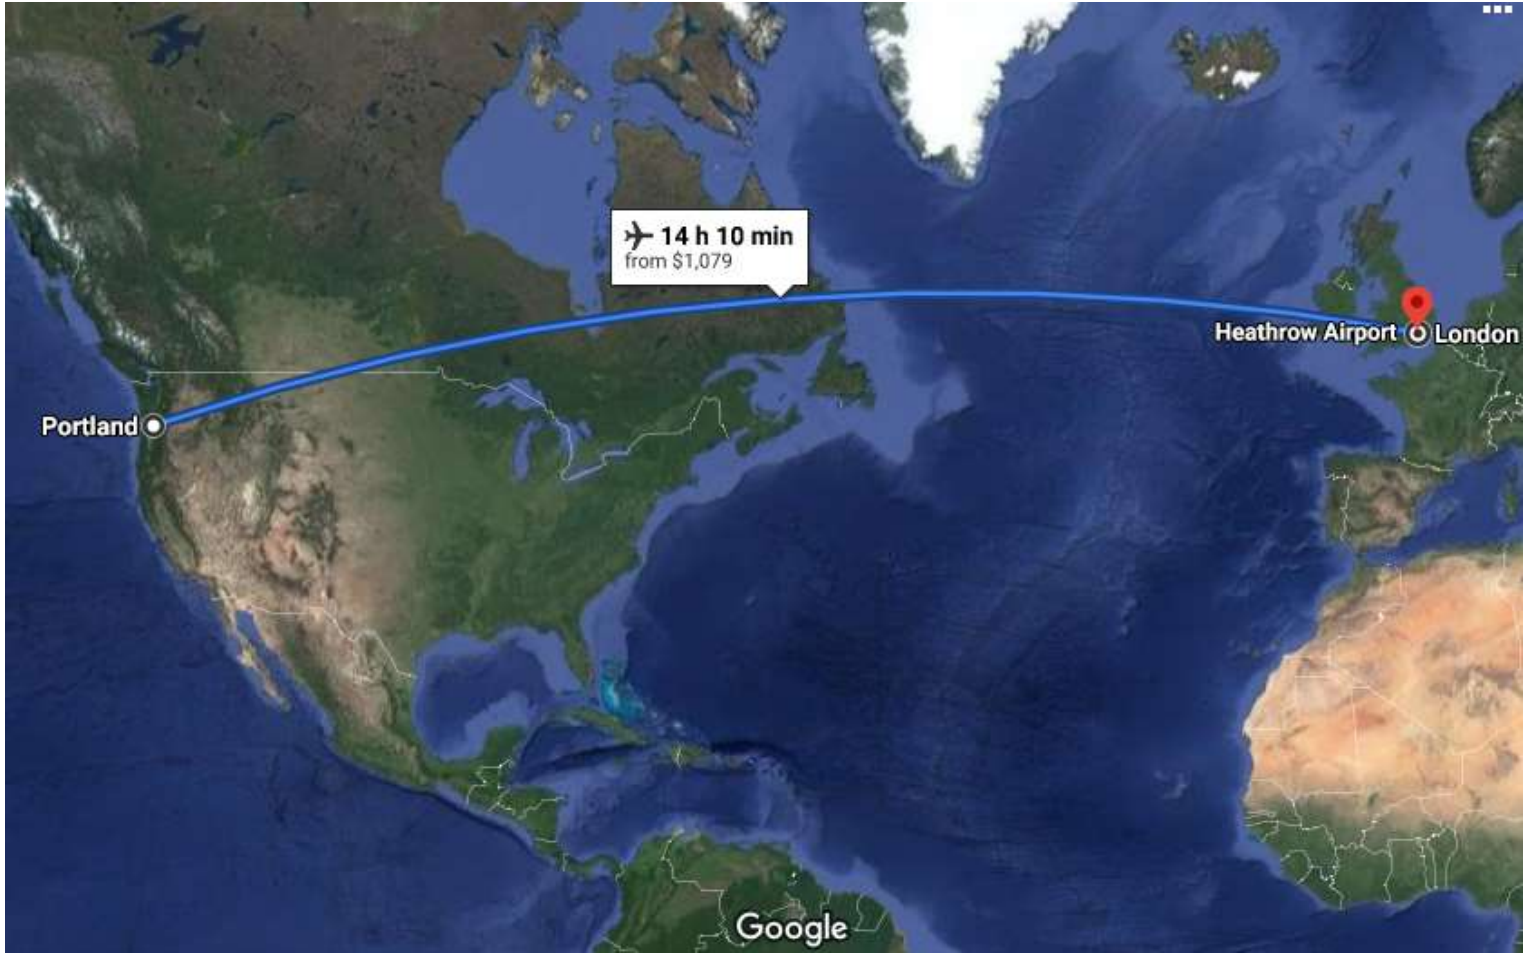 14 h 10 min
from $1,079
Heathrow Airport
London
Portland
Google